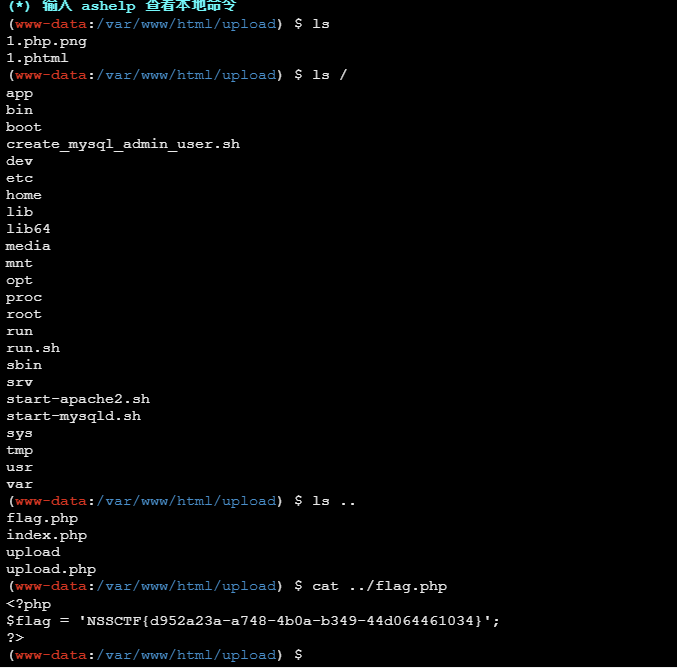 (*) 输入 ashelp 查看本地命令
(www-data:/var/www/html/upload) $ ls
1.php.png
1.phtml
(www-data:/var/www/html/upload) $ ls /
app
bin
boot
create_mysql_admin_user.sh
dev
etc
home
lib
lib64
media
mnt
opt
proc
root
run
run.sh
sbin
srv
start-apache2.sh
start-mysqld.sh
sys
tmp
usr
var
(www-data:/var/www/html/upload) $ ls ..
flag.php
index.php
upload
upload.php
(www-data:/var/www/html/upload) $ cat ../flag.php
<?php
$flag = 'NSSCTF{d952a23a-a748-4b0a-b349-44d064461034}';
?>
(www-data:/var/www/html/upload) $